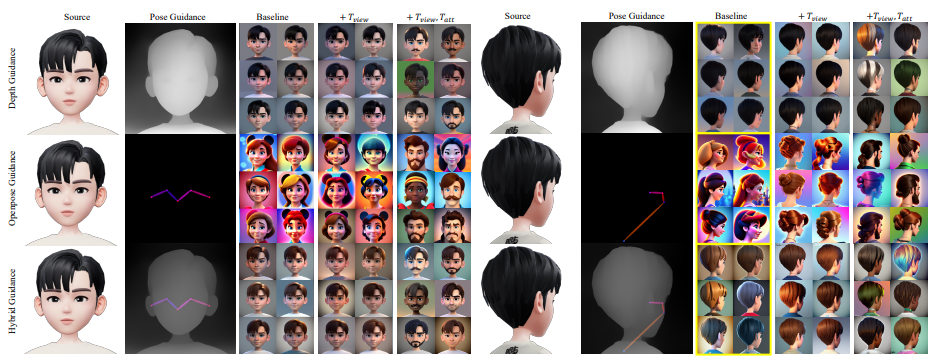 Source Pose Guidance Baseline + T_view + T_view, T_att Source Pose Guidance Baseline + T_view + T_view, T_att
Depth Guidance
Openpose Guidance
Hybrid Guidance